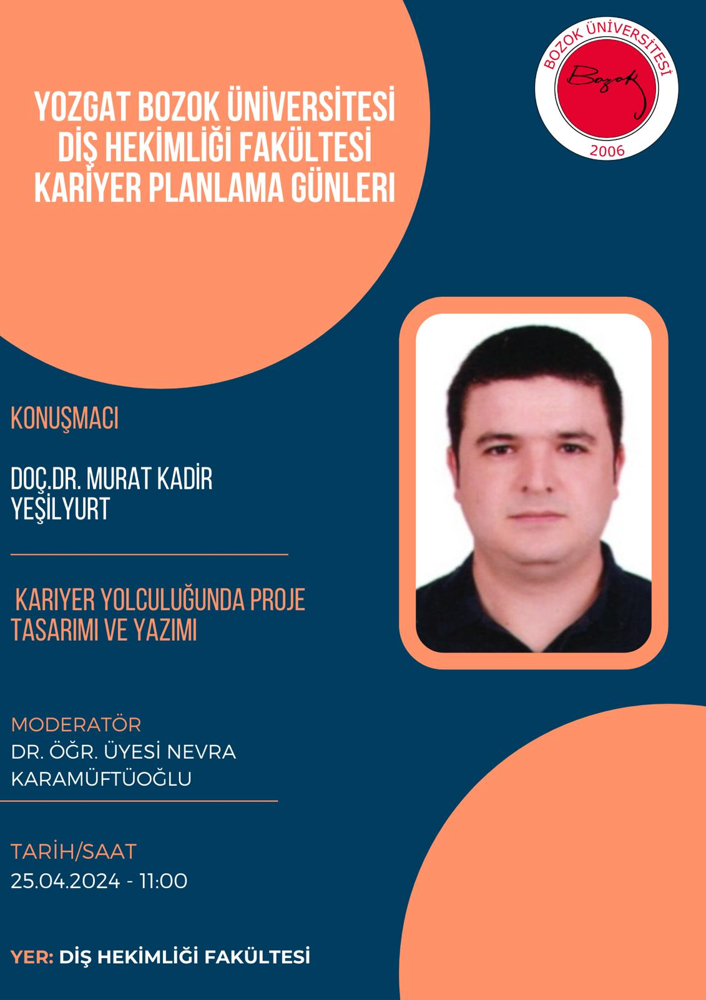 YOZGAT BOZOK ÜNİVERSİTESİ
DİŞ HEKİMLİĞİ FAKÜLTESİ
KARİYER PLANLAMA GÜNLERI
BOZOK ÜNİVERSİTESİ
Bozok
2006
KONUŞMACI
DOÇ.DR. MURAT KADİR
YEŞİLYURT
KARIYER YOLCULUĞUNDA PROJE
TASARIMI VE YAZIMI
MODERATÖR
DR. ÖĞR. ÜYESİ NEVRA
KARAMÜFTÜOĞLU
TARİH/SAAT
25.04.2024 - 11:00
YER: DİŞ HEKİMLİĞİ FAKÜLTESİ